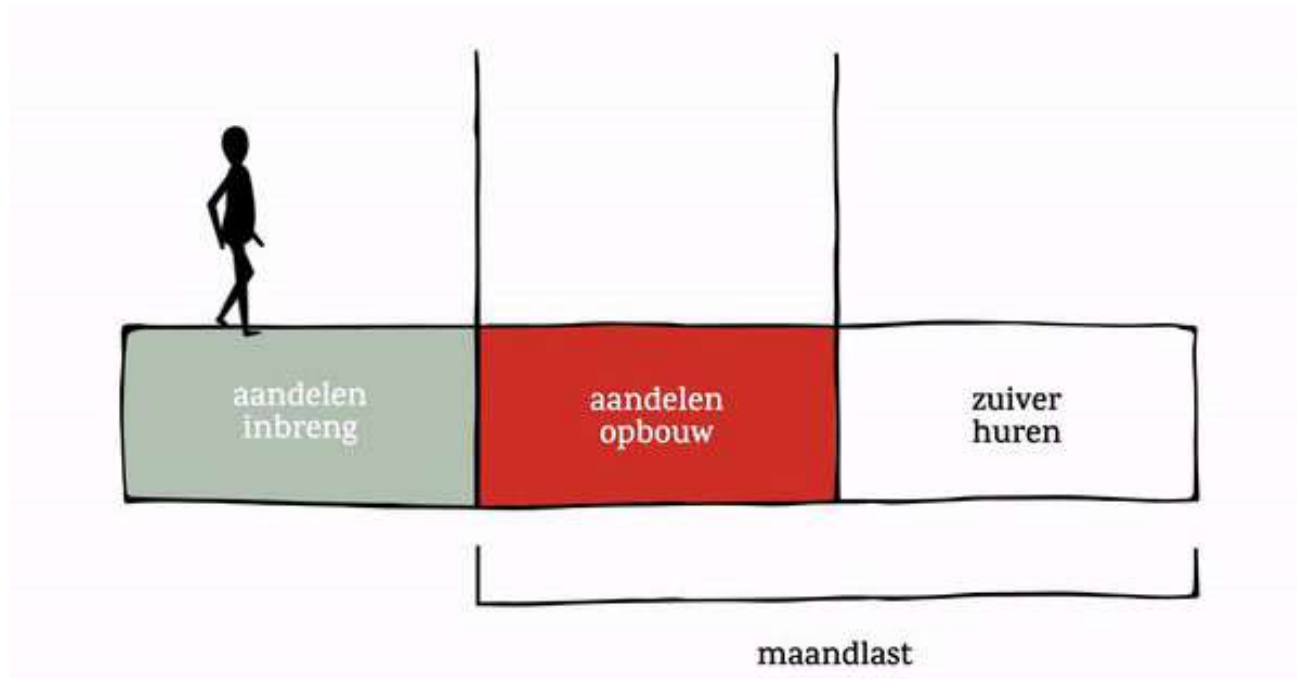 aandelen
inbreng
aandelen
opbouw
zuiver
huren
maandlast